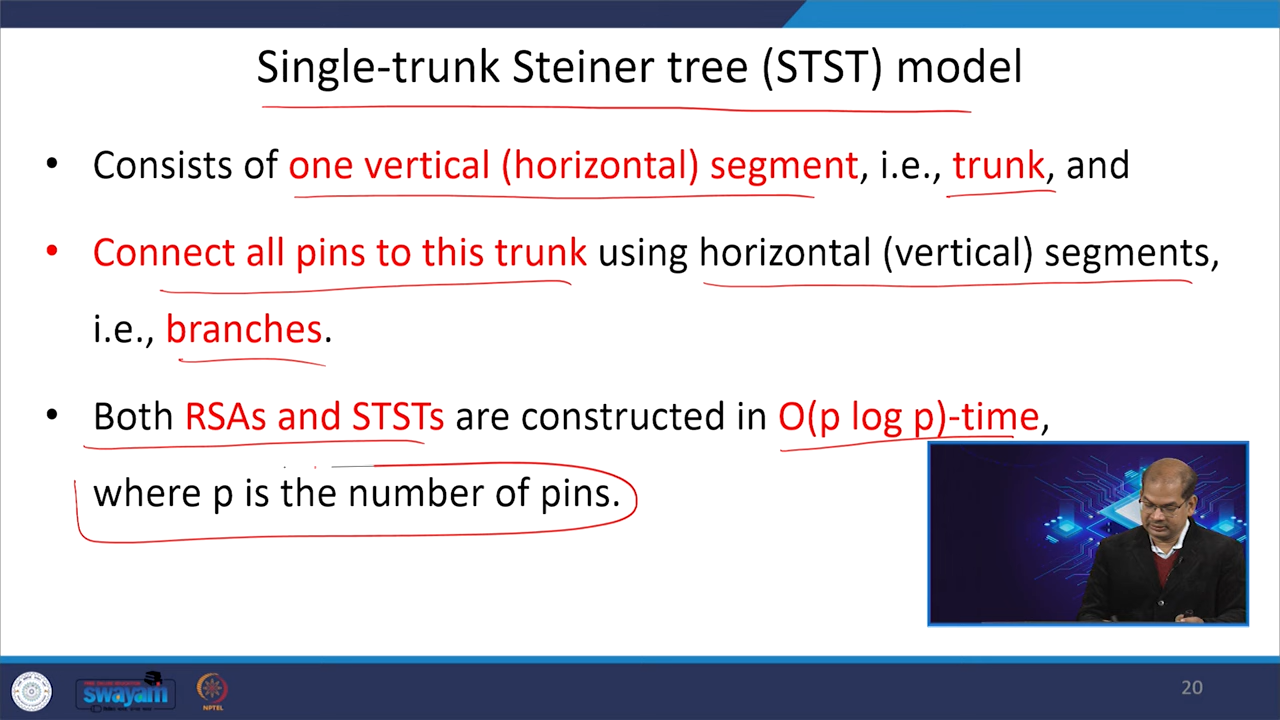 Single-trunk Steiner tree (STST) model
• Consists of one vertical (horizontal) segment, i.e., trunk, and
• Connect all pins to this trunk using horizontal (vertical) segments,
i.e., branches.
• Both RSAs and STSTs are constructed in O(p log p)-time,
where p is the number of pins.
swayam
NPTEL
20